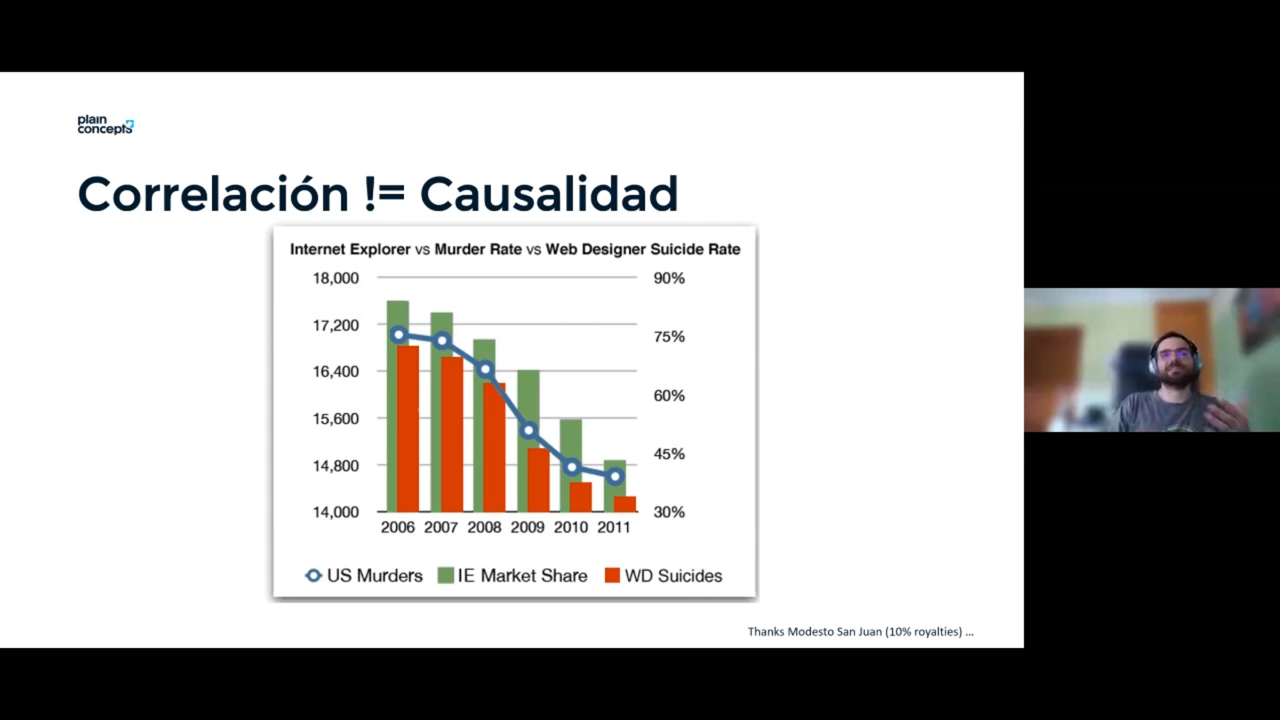 plain
concepts
Correlación != Causalidad
Internet Explorer vs Murder Rate vs Web Designer Suicide Rate
18,000
17,200
16,400
15,600
14,800
14,000
90%
75%
60%
45%
30%
2006 2007 2008 2009 2010 2011
US Murders IE Market Share WD Suicides
Thanks Modesto San Juan (10% royalties) ...